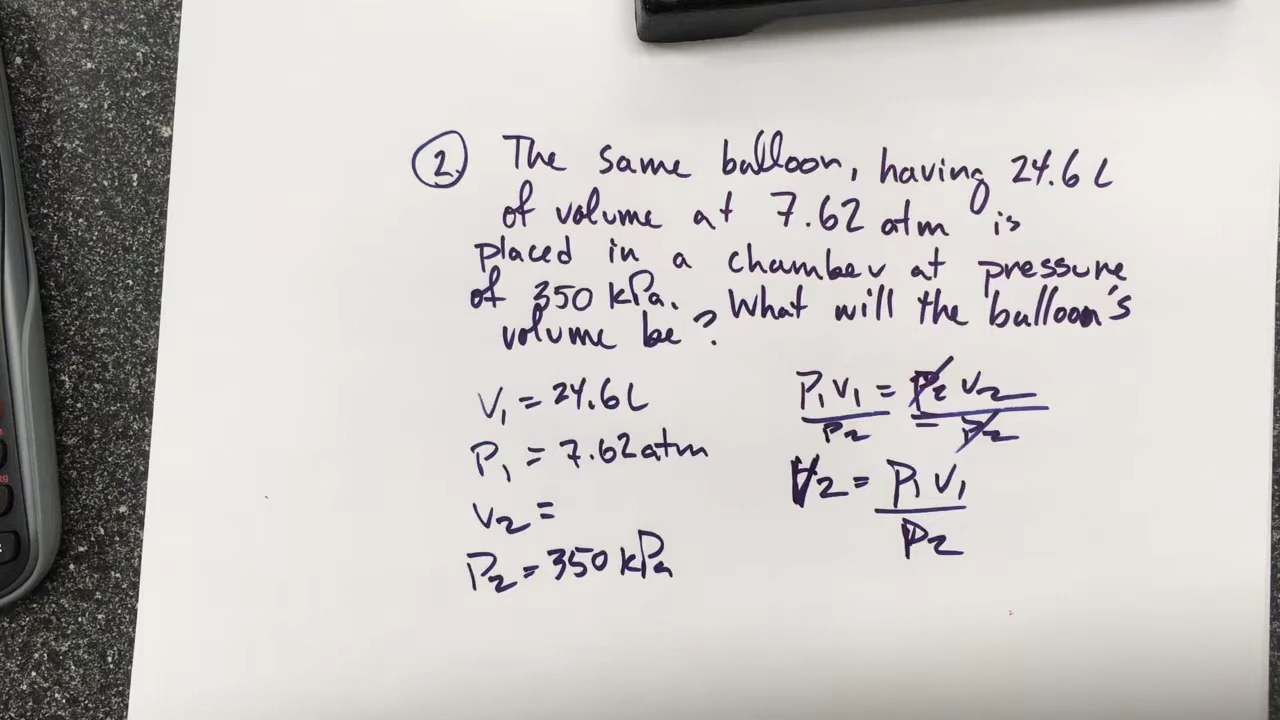 2. The same balloon, having 24.6 L
of volume at 7.62 atm is
placed in a chamber at pressure
of 350 kPa. What will the balloon's
volume be?
V₁ = 24.6 L
P₁ = 7.62 atm
V₂ =
P₂ = 350 kPa
P₁V₁ = P₂V₂
P₂ = P₂
V₂ = P₁V₁
P₂